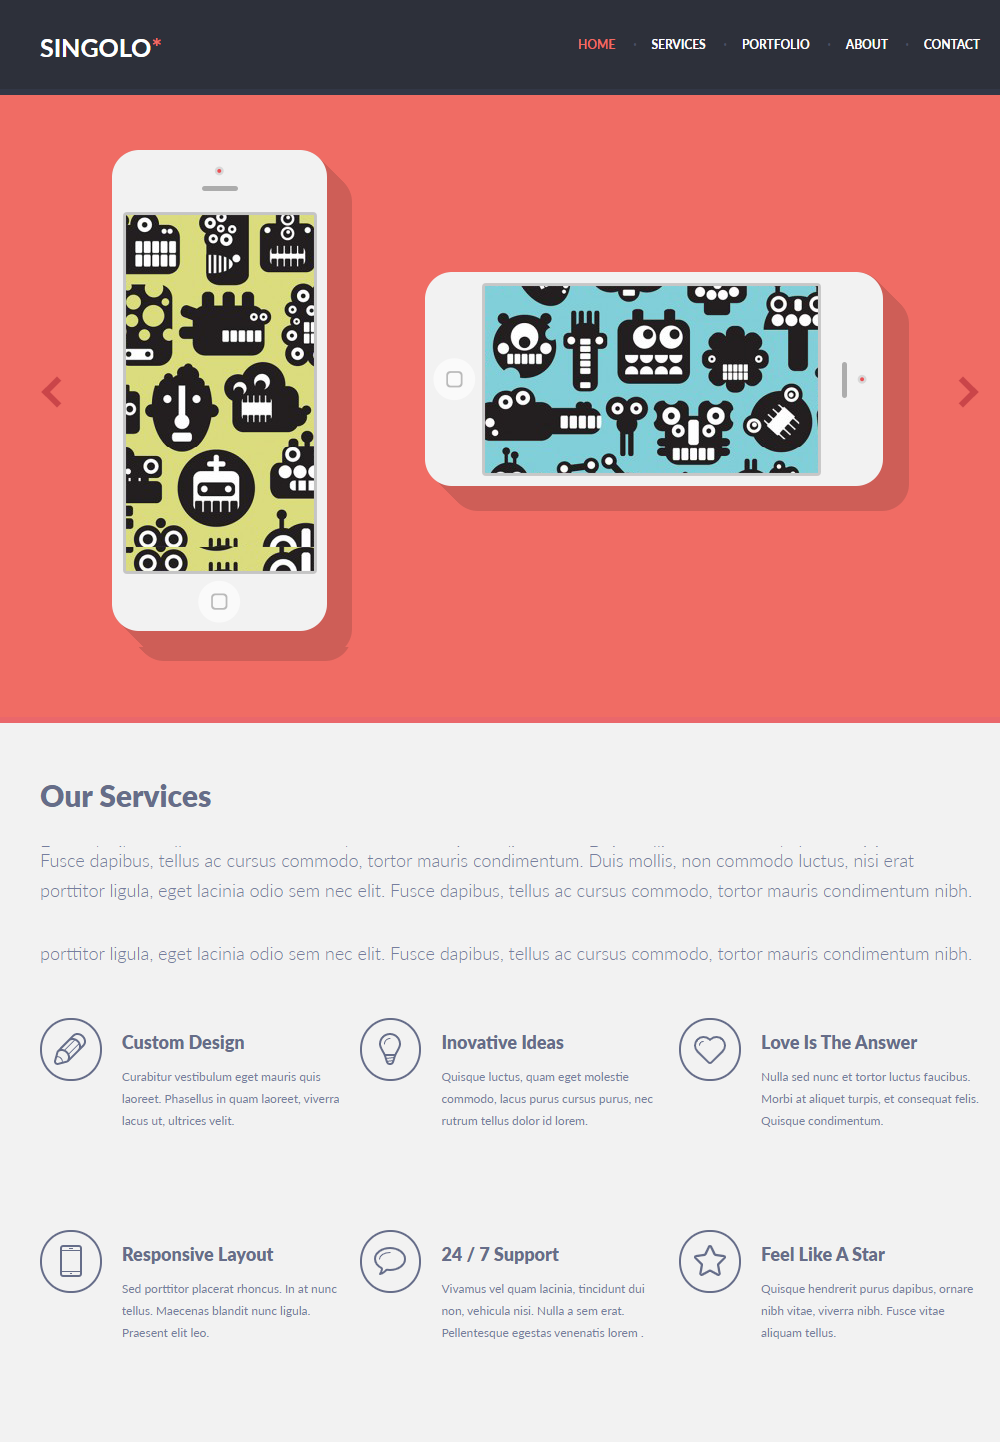 SINGOLO*
HOME
SERVICES
PORTFOLIO
ABOUT
CONTACT
Our Services
Fusce dapibus, tellus ac cursus commodo, tortor mauris condimentum. Duis mollis, non commodo luctus, nisi erat
porttitor ligula, eget lacinia odio sem nec elit. Fusce dapibus, tellus ac cursus commodo, tortor mauris condimentum nibh.
porttitor ligula, eget lacinia odio sem nec elit. Fusce dapibus, tellus ac cursus commodo, tortor mauris condimentum nibh.
Custom Design
Curabitur vestibulum eget mauris quis
laoreet. Phasellus in quam laoreet, viverra
lacus ut, ultrices velit.
Inovative Ideas
Quisque luctus, quam eget molestie
commodo, lacus purus cursus purus, nec
rutrum tellus dolor id lorem.
Love Is The Answer
Nulla sed nunc et tortor luctus faucibus.
Morbi at aliquet turpis, et consequat felis.
Quisque condimentum.
Responsive Layout
Sed porttitor placerat rhoncus. In at nunc
tellus. Maecenas blandit nunc ligula.
Praesent elit leo.
24 / 7 Support
Vivamus vel quam lacinia, tincidunt dui
non, vehicula nisi. Nulla a sem erat.
Pellentesque egestas venenatis lorem .
Feel Like A Star
Quisque hendrerit purus dapibus, ornare
nibh vitae, viverra nibh. Fusce vitae
aliquam tellus.